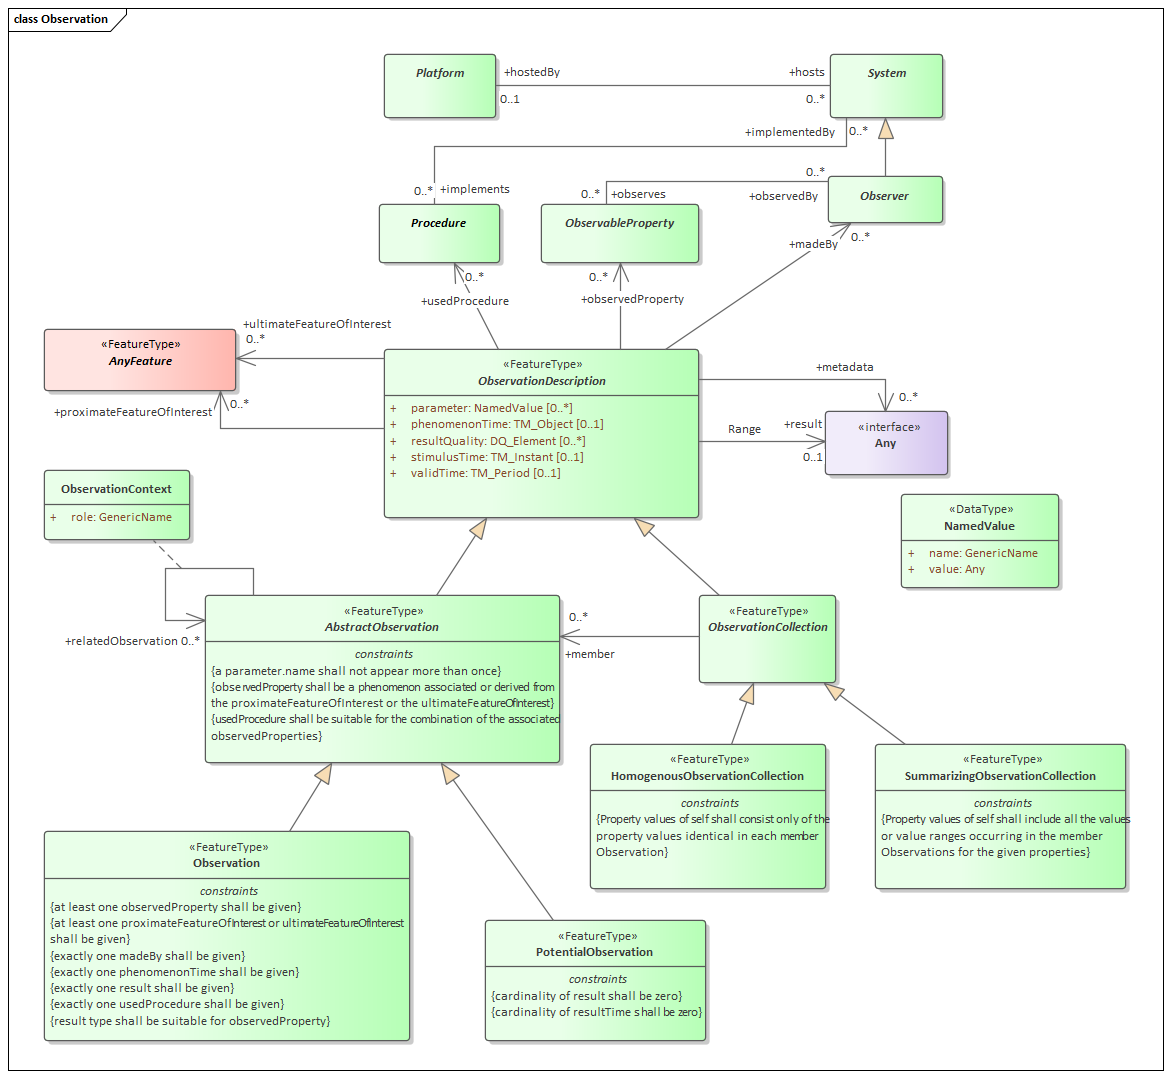 class Observation
Platform
+hostedBy
0..1
+hosts
0..*
System
+implementedBy
0..*
0..*
+implements
0..*
+observes
0..*
+observedBy
Observer
Procedure
ObservableProperty
+madeBy
0..*
0..*
+usedProcedure
0..*
+observedProperty
+ultimateFeatureOfInterest
0..*
«FeatureType»
AnyFeature
+proximateFeatureOfInterest
0..*
«FeatureType»
ObservationDescription
+ parameter: NamedValue [0..*]
+ phenomenonTime: TM_Object [0..1]
+ resultQuality: DQ_Element [0..*]
+ stimulusTime: TM_Instant [0..1]
+ validTime: TM_Period [0..1]
+metadata
0..*
Range
+result
0..1
«interface»
Any
ObservationContext
+ role: GenericName
«DataType»
NamedValue
+ name: GenericName
+ value: Any
+relatedObservation 0..*
«FeatureType»
AbstractObservation
constraints
{a parameter.name shall not appear more than once}
{observedProperty shall be a phenomenon associated or derived from
the proximateFeatureOfInterest or the ultimateFeatureOfInterest}
{usedProcedure shall be suitable for the combination of the associated
observedProperties}
0..*
+member
«FeatureType»
ObservationCollection
«FeatureType»
HomogenousObservationCollection
constraints
{Property values of self shall consist only of the
property values identical in each member
Observation}
«FeatureType»
SummarizingObservationCollection
constraints
{Property values of self shall include all the values
or value ranges occurring in the member
Observations for the given properties}
«FeatureType»
Observation
constraints
{at least one observedProperty shall be given}
{at least one proximateFeatureOfInterest or ultimateFeatureOfInterest
shall be given}
{exactly one madeBy shall be given}
{exactly one phenomenonTime shall be given}
{exactly one result shall be given}
{exactly one usedProcedure shall be given}
{result type shall be suitable for observedProperty}
«FeatureType»
PotentialObservation
constraints
{cardinality of result shall be zero}
{cardinality of resultTime shall be zero}